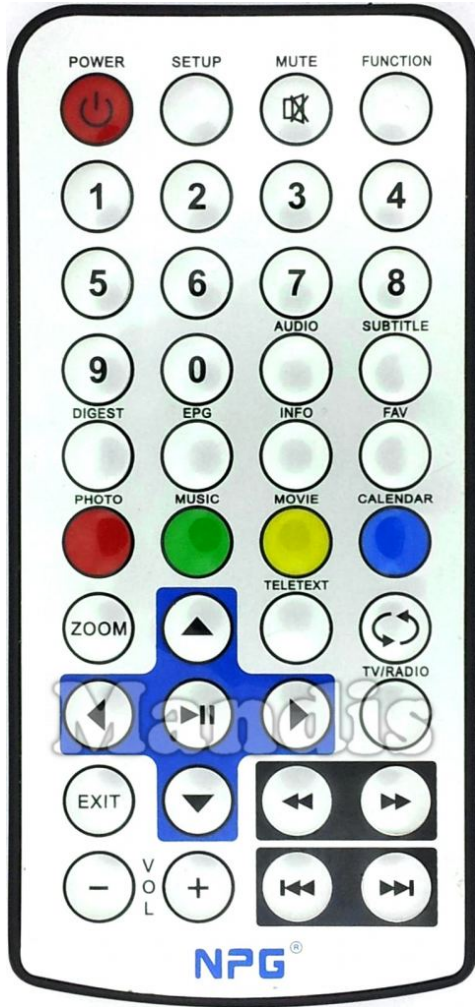 POWER SETUP MUTE FUNCTION
1 2 3 4
5 6 7 8
AUDIO SUBTITLE
9 0
DIGEST EPG INFO FAV
PHOTO MUSIC MOVIE CALENDAR
TELETEXT
ZOOM
TV/RADIO
Mandis
EXIT
VOL
NPG®